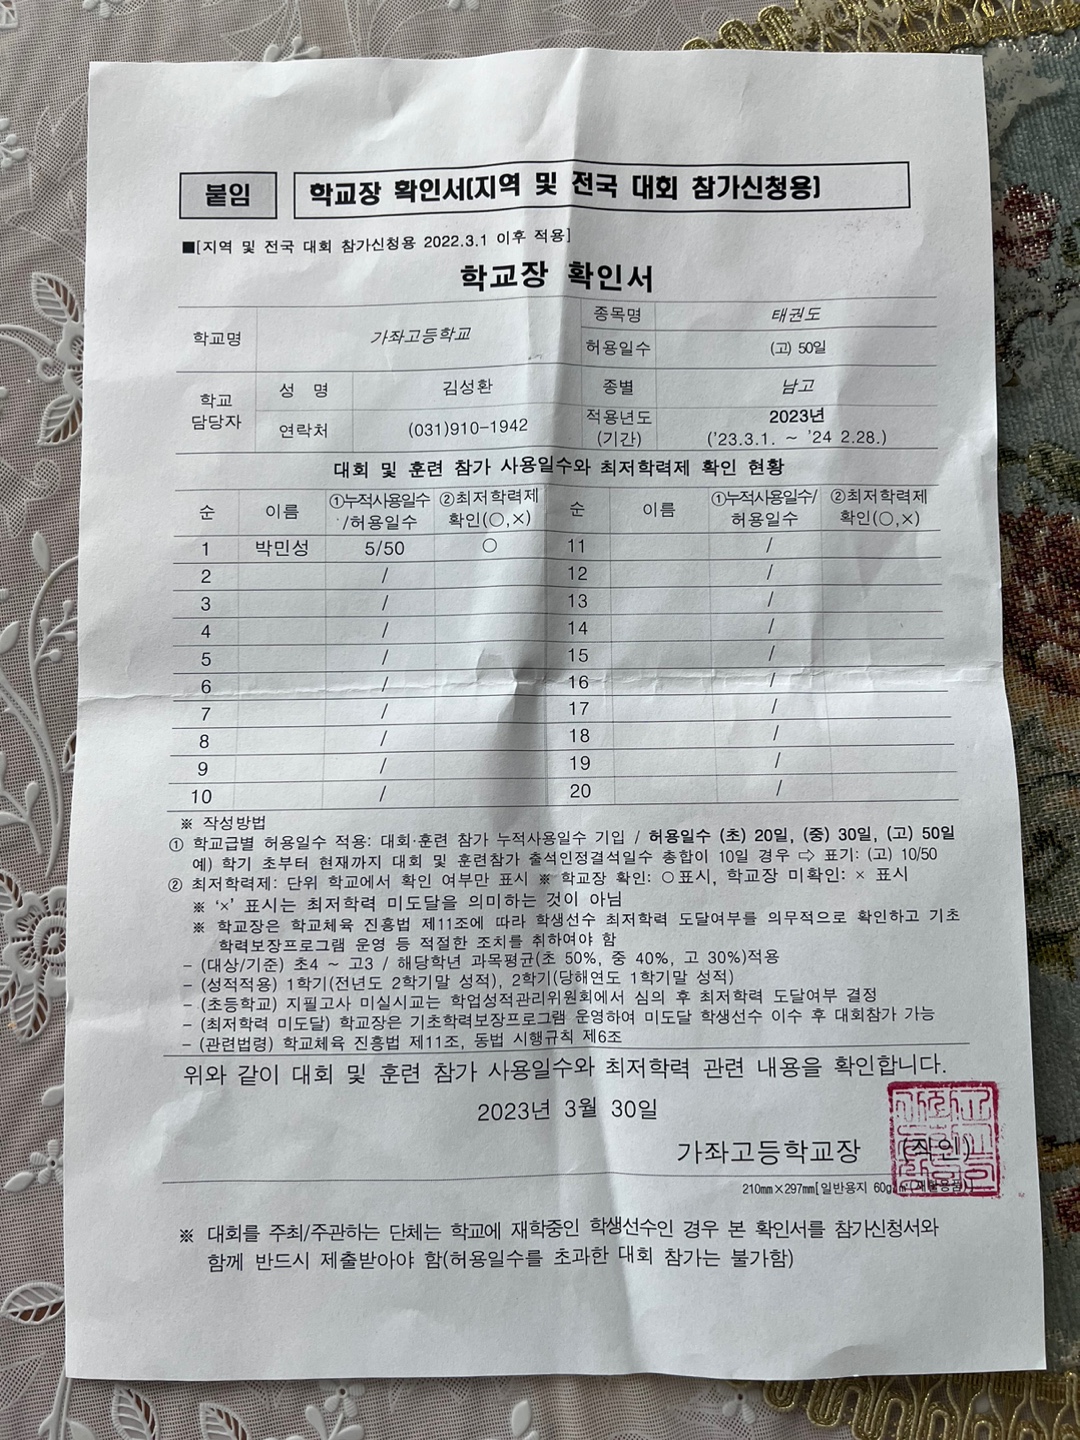 붙임
학교장 확인서(지역 및 전국 대회 참가신청용)
■[지역 및 전국 대회 참가신청용 2022.3.1 이후 적용]
학교장 확인서
학교명 가좌고등학교 종목명 태권도
허용일수 (고) 50일
학교 담당자 성 명 김성환 종별 남고
연락처 (031)910-1942 적용년도 (기간) 2023년 ('23.3.1. ~ '24 2.28.)
대회 및 훈련 참가 사용일수와 최저학력제 확인 현황
순 이름 ①누적사용일수/허용일수 ②최저학력제 확인(○,×) 순 이름 ①누적사용일수/허용일수 ②최저학력제 확인(○,×)
1 박민성 5/50 ○ 11 /
2 / 12 /
3 / 13 /
4 / 14 /
5 / 15 /
6 / 16 /
7 / 17 /
8 / 18 /
9 / 19 /
10 / 20 /
※ 작성방법
① 학교급별 허용일수 적용: 대회·훈련 참가 누적사용일수 기입 / 허용일수 (초) 20일, (중) 30일, (고) 50일
예) 학기 초부터 현재까지 대회 및 훈련참가 출석인정결석일수 총합이 10일 경우 ⇨ 표기: (고) 10/50
② 최저학력제: 단위 학교에서 확인 여부만 표시 ※ 학교장 확인: ○표시, 학교장 미확인: × 표시
※ '×' 표시는 최저학력 미도달을 의미하는 것이 아님
※ 학교장은 학교체육 진흥법 제11조에 따라 학생선수 최저학력 도달여부를 의무적으로 확인하고 기초
학력보장프로그램 운영 등 적절한 조치를 취하여야 함
- (대상/기준) 초4 ~ 고3 / 해당학년 과목평균(초 50%, 중 40%, 고 30%)적용
- (성적적용) 1학기(전년도 2학기말 성적), 2학기(당해연도 1학기말 성적)
- (초등학교) 지필고사 미실시교는 학업성적관리위원회에서 심의 후 최저학력 도달여부 결정
- (최저학력 미도달) 학교장은 기초학력보장프로그램 운영하여 미도달 학생선수 이수 후 대회참가 가능
- (관련법령) 학교체육 진흥법 제11조, 동법 시행규칙 제6조
위와 같이 대회 및 훈련 참가 사용일수와 최저학력 관련 내용을 확인합니다.
2023년 3월 30일
가좌고등학교장 (직인)
210㎜×297㎜[일반용지 60g/㎡(재활용품)]
※ 대회를 주최/주관하는 단체는 학교에 재학중인 학생선수인 경우 본 확인서를 참가신청서와
함께 반드시 제출받아야 함(허용일수를 초과한 대회 참가는 불가함)